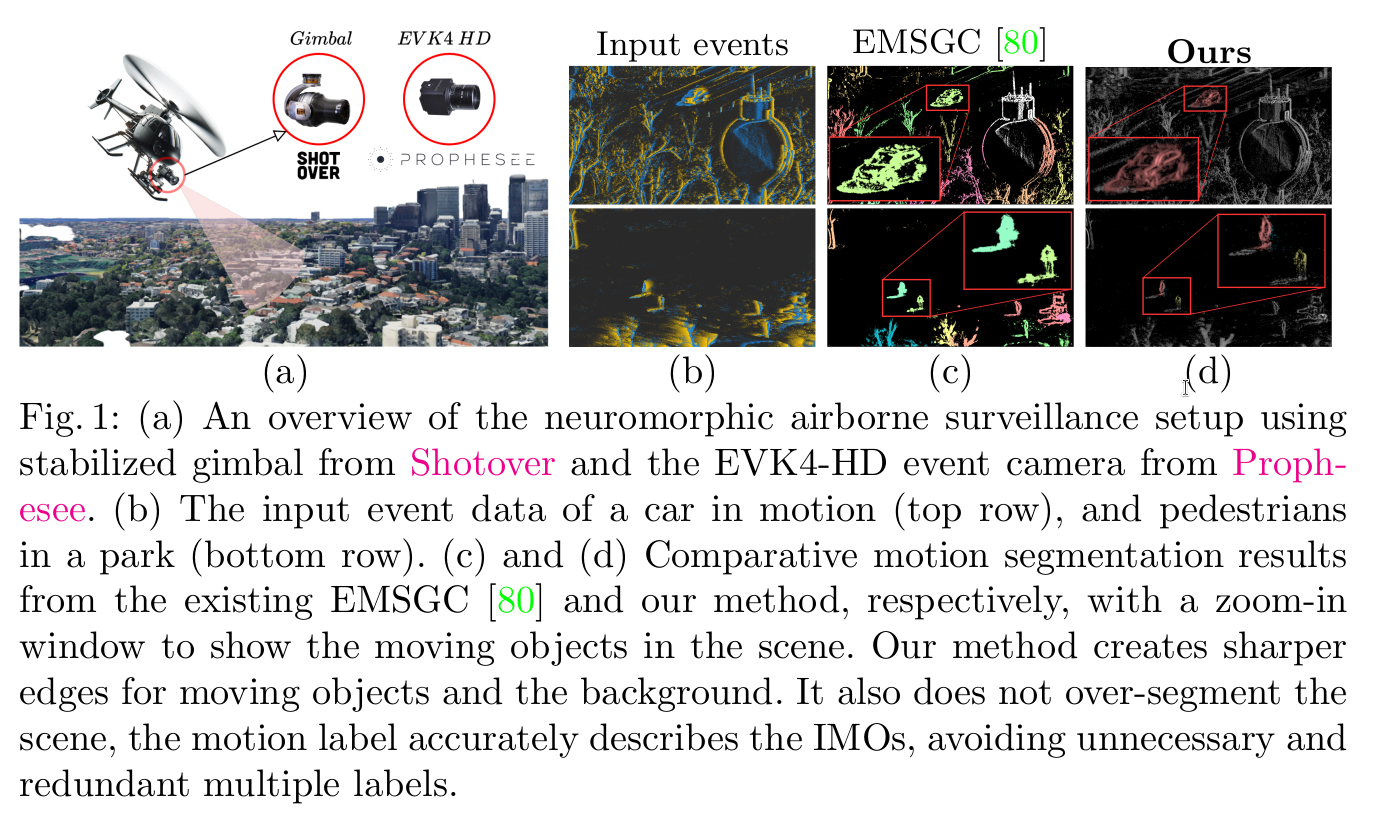 Gimbal
EVK4 HD
SHOT
OVER
PROPHESEE
Input events
EMSGC [80]
Ours
(a)
(b)
(c)
(d)
Fig. 1: (a) An overview of the neuromorphic airborne surveillance setup using
stabilized gimbal from Shotover and the EVK4-HD event camera from Proph-
esee. (b) The input event data of a car in motion (top row), and pedestrians
in a park (bottom row). (c) and (d) Comparative motion segmentation results
from the existing EMSGC [80] and our method, respectively, with a zoom-in
window to show the moving objects in the scene. Our method creates sharper
edges for moving objects and the background. It also does not over-segment the
scene, the motion label accurately describes the IMOs, avoiding unnecessary and
redundant multiple labels.